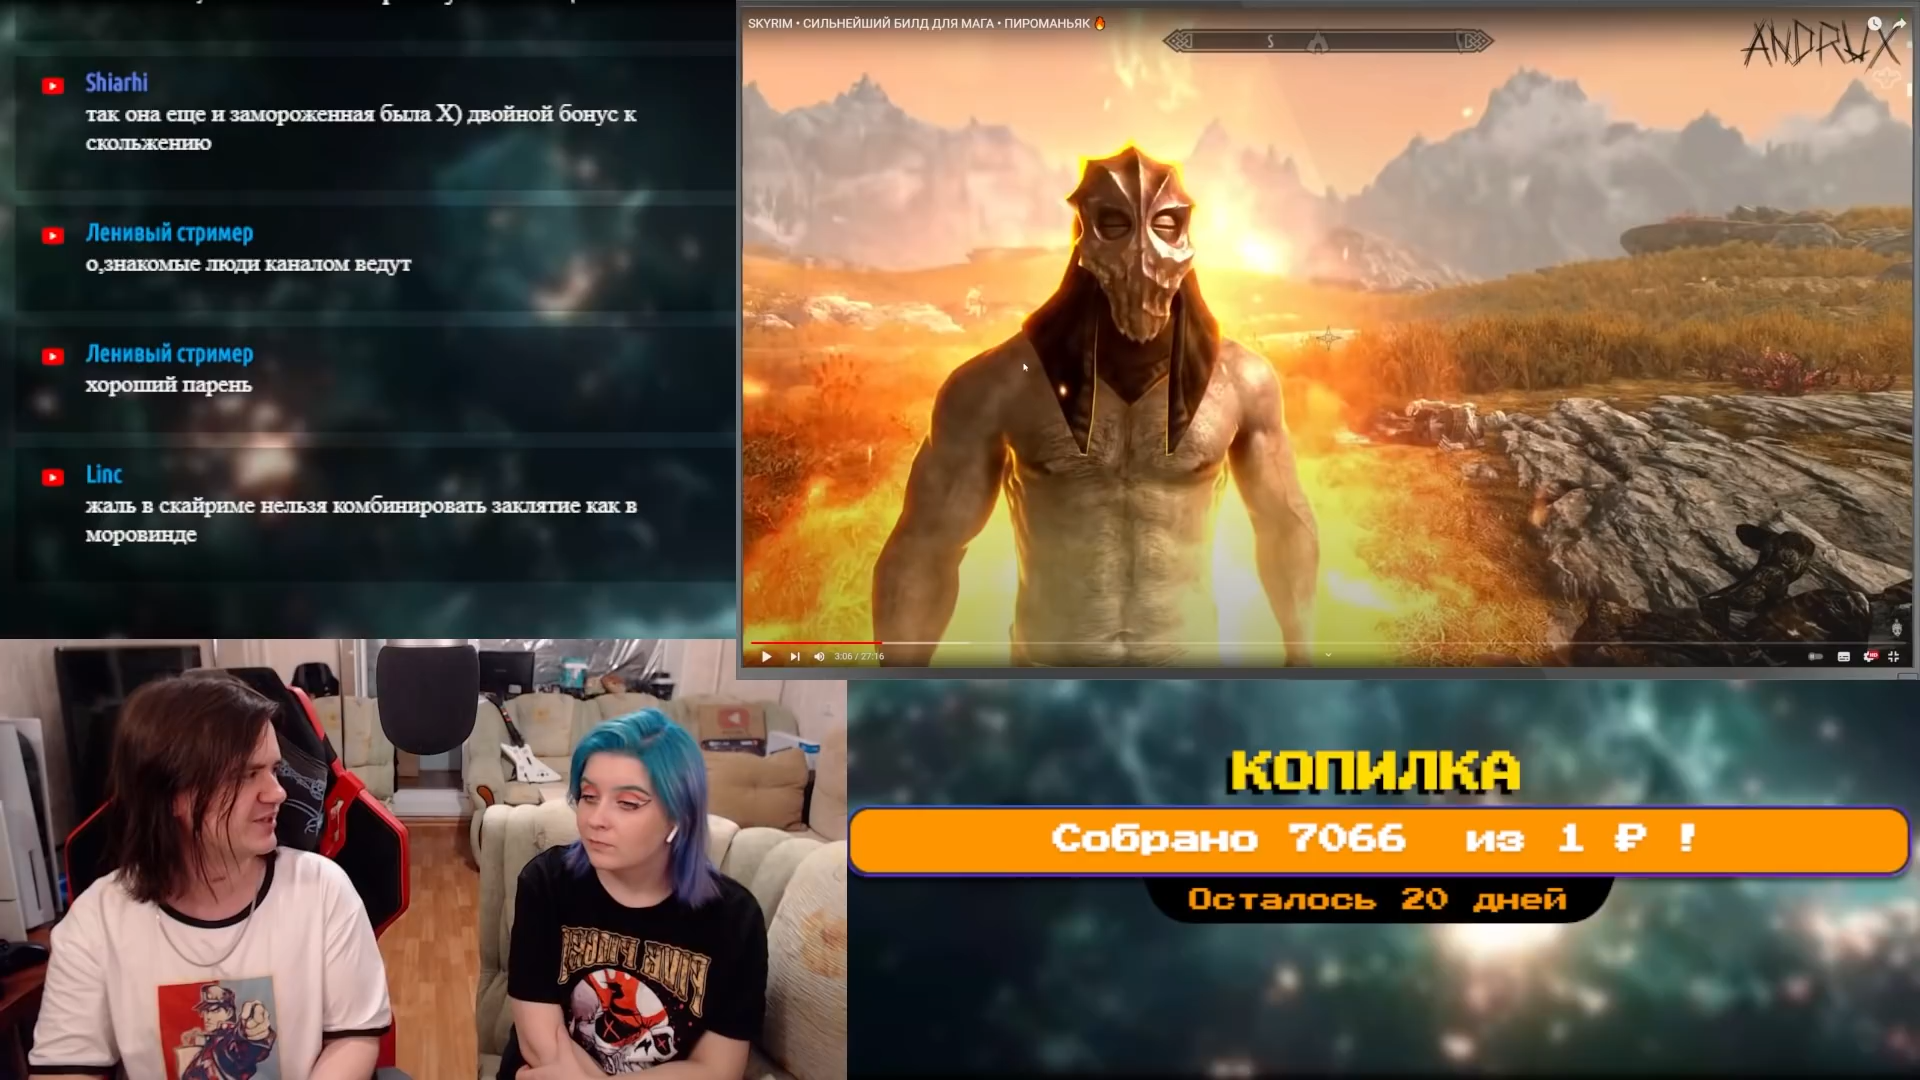 Shiarhi
так она еще и замороженная была X) двойной бонус к
скольжению
Ленивый стример
о,знакомые люди каналом ведут
Ленивый стример
хороший парень
Linc
жаль в скайриме нельзя комбинировать заклятие как в
моровинде
SKYRIM • СИЛЬНЕЙШИЙ БИЛД ДЛЯ МАГА • ПИРОМАНЬЯК 🔥
S
ANDRUX
3:06 / 27:16
КОПИЛКА
Собрано 7066 из 1 ₽ !
Осталось 20 дней